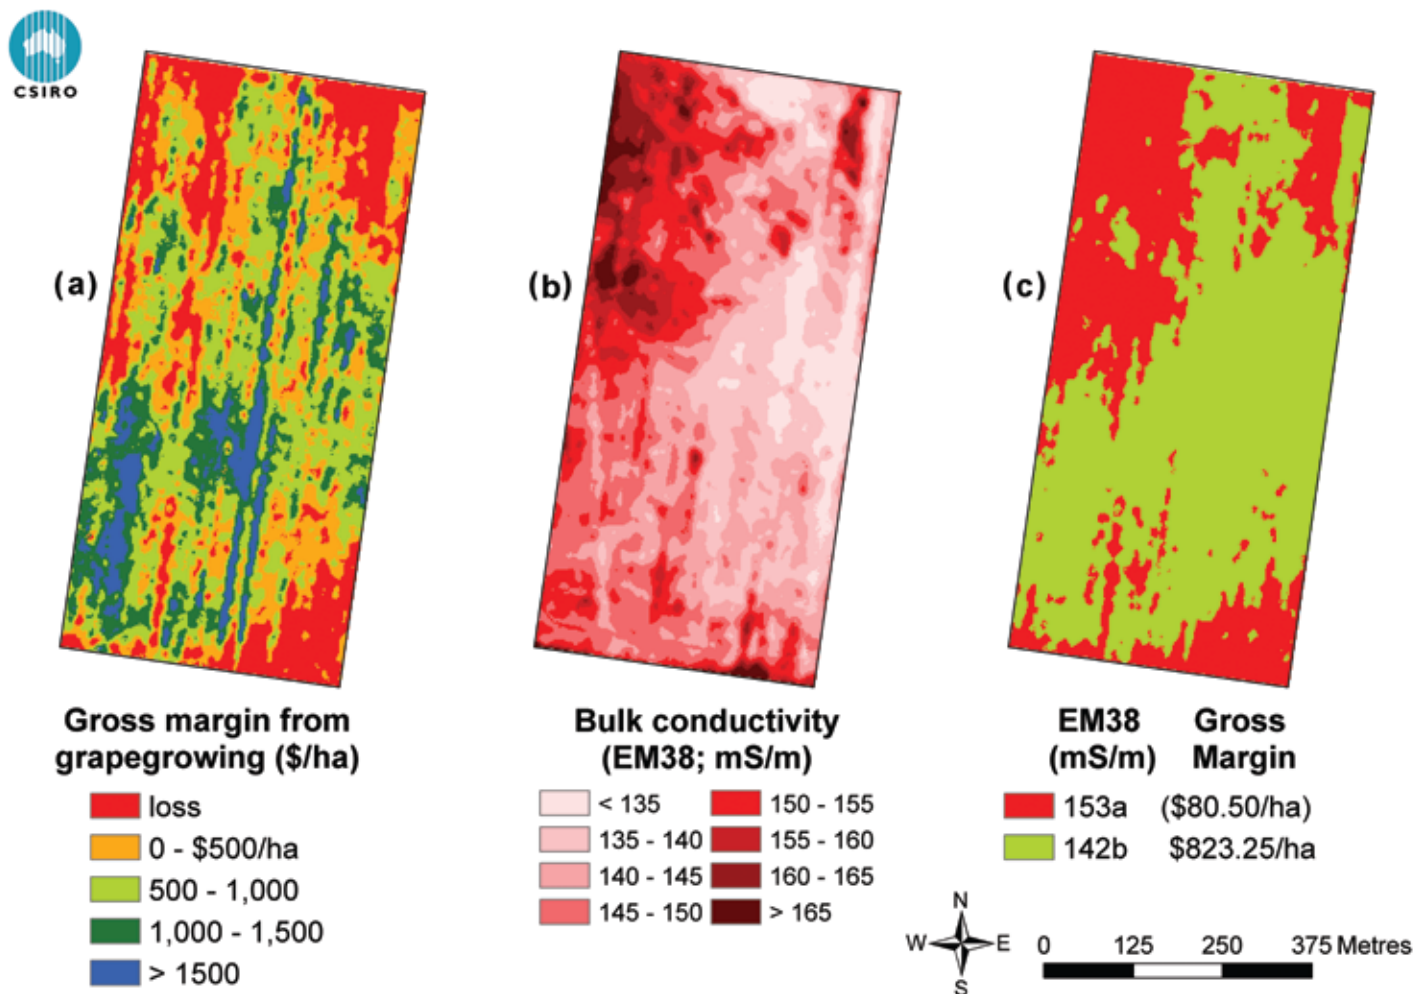 CSIRO
(a)
(b)
(c)
Gross margin from
grapegrowing ($/ha)
loss
0 - $500/ha
500 - 1,000
1,000 - 1,500
> 1500
Bulk conductivity
(EM38; mS/m)
< 135
135 - 140
140 - 145
145 - 150
150 - 155
155 - 160
160 - 165
> 165
EM38 Gross
(mS/m) Margin
153a ($80.50/ha)
142b $823.25/ha
N
W E
S
0 125 250 375 Metres